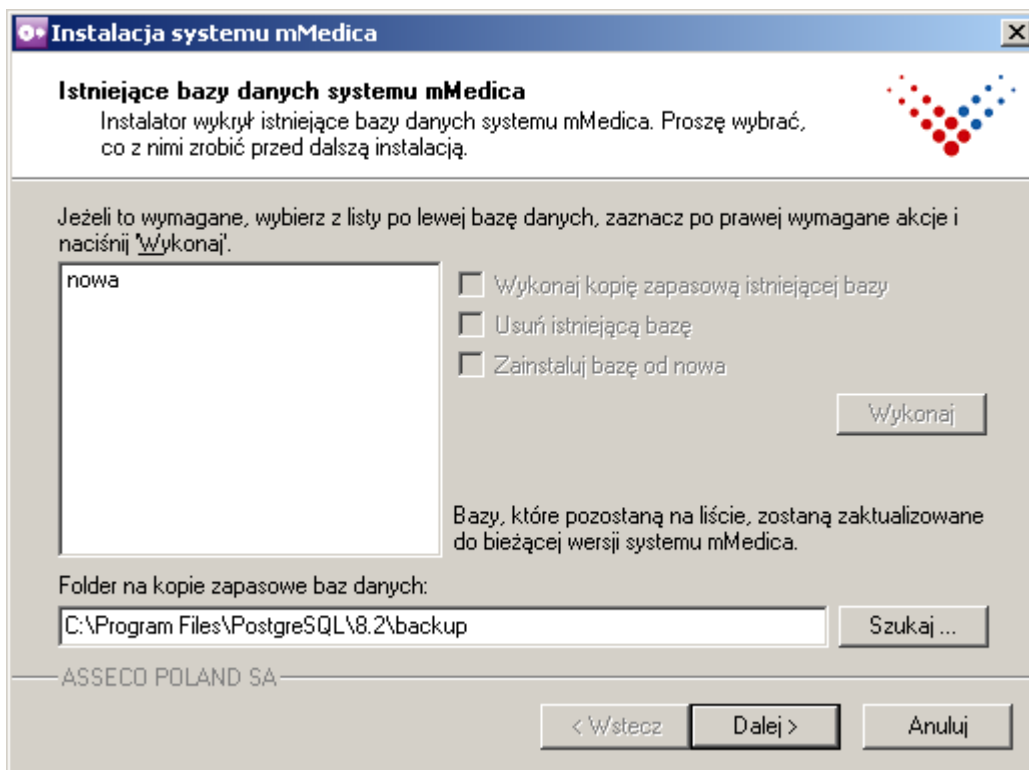 Instalacja systemu mMedica
Istniejące bazy danych systemu mMedica
Instalator wykrył istniejące bazy danych systemu mMedica. Proszę wybrać,
co z nimi zrobić przed dalszą instalacją.
Jeżeli to wymagane, wybierz z listy po lewej bazę danych, zaznacz po prawej wymagane akcje i
naciśnij 'Wykonaj'.
nowa
Wykonaj kopię zapasową istniejącej bazy
Usuń istniejącą bazę
Zainstaluj bazę od nowa
Wykonaj
Bazy, które pozostaną na liście, zostaną zaktualizowane
do bieżącej wersji systemu mMedica.
Folder na kopie zapasowe baz danych:
C:\Program Files\PostgreSQL\8.2\backup
Szukaj ...
ASSECO POLAND SA
< Wstecz
Dalej >
Anuluj